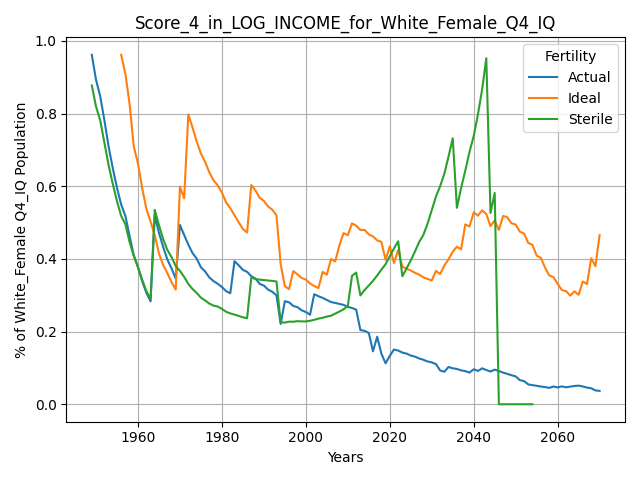 Score_4_in_LOG_INCOME_for_White_Female_Q4_IQ
% of White_Female Q4_IQ Population
1.0
0.8
0.6
0.4
0.2
0.0
Fertility
Actual
Ideal
Sterile
1960
1980
2000
2020
2040
2060
Years